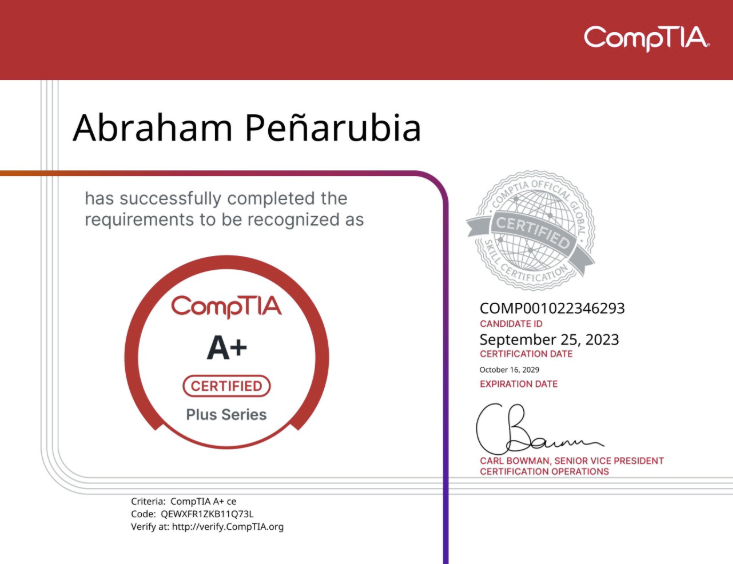 CompTIA.
Abraham Peñarubia
has successfully completed the
requirements to be recognized as
CompTIA
A+
CERTIFIED
Plus Series
COMPTIA OFFICIAL GLOBAL
CERTIFIED
SKILL CERTIFICATION
COMP001022346293
CANDIDATE ID
September 25, 2023
CERTIFICATION DATE
October 16, 2029
EXPIRATION DATE
CARL BOWMAN, SENIOR VICE PRESIDENT
CERTIFICATION OPERATIONS
Criteria: CompTIA A+ ce
Code: QEWXFR1ZKB11Q73L
Verify at: http://verify.CompTIA.org